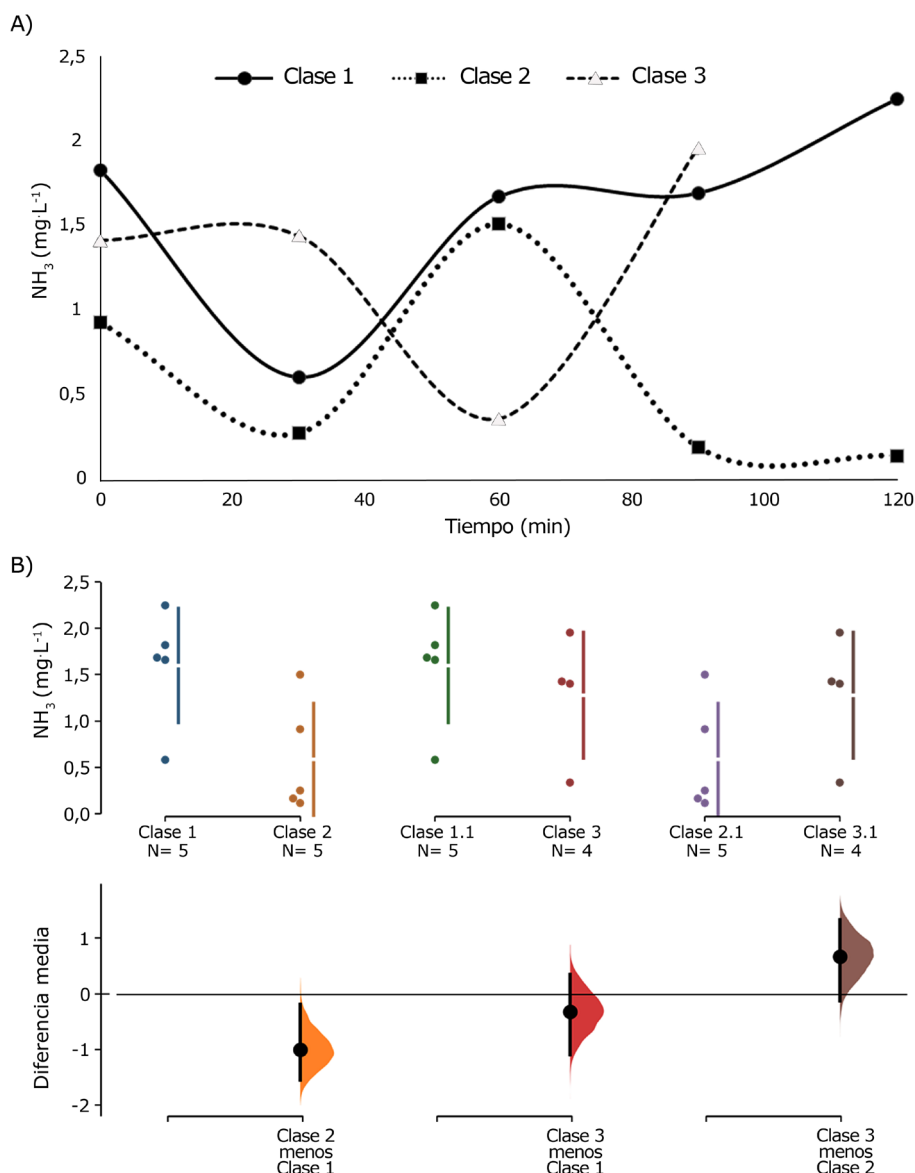 A)
2,5
2
1,5
1
0,5
0
NH₃ (mg·L⁻¹)
Clase 1
Clase 2
Clase 3
0 20 40 60 80 100 120
Tiempo (min)
B)
2,5
2,0
1,5
1,0
0,5
0,0
NH₃ (mg·L⁻¹)
Clase 1 Clase 2 Clase 1.1 Clase 3 Clase 2.1 Clase 3.1
N= 5 N= 5 N= 5 N= 4 N= 5 N= 4
1
0
-1
-2
Diferencia media
Clase 2 Clase 3 Clase 3
menos menos menos
Clase 1 Clase 1 Clase 2